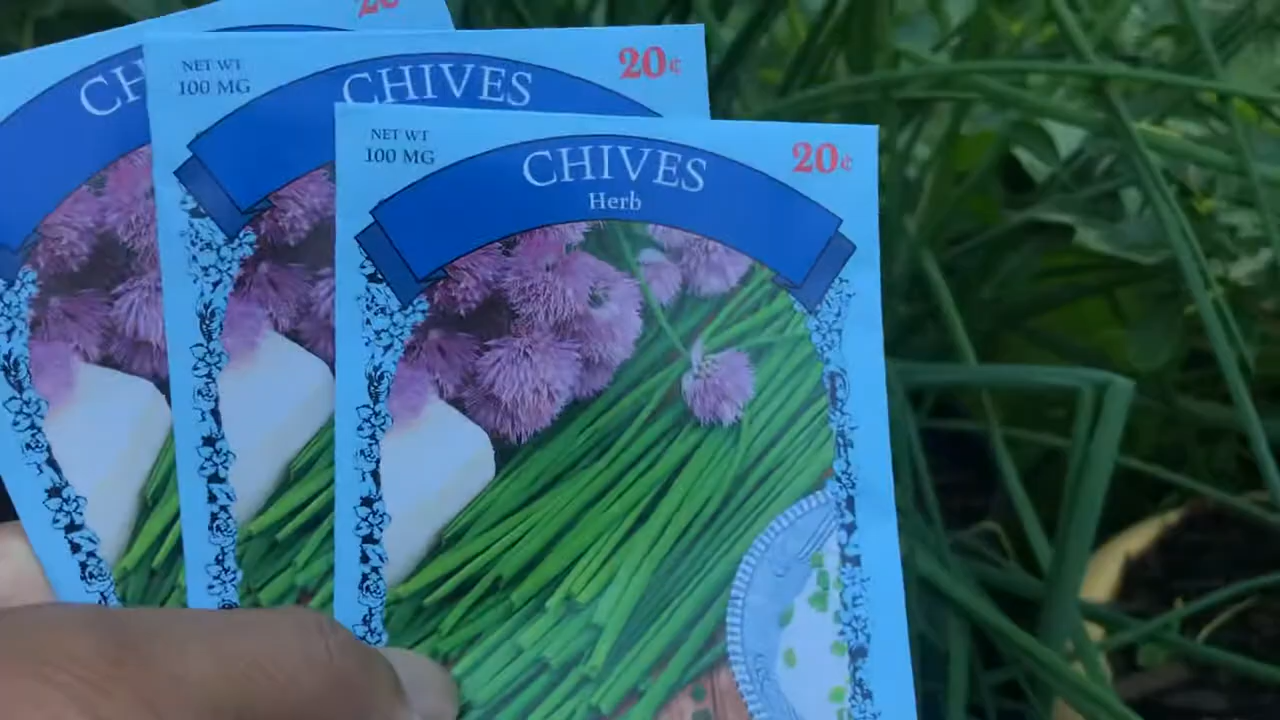 20
CH
NET WT
100 MG
CHIVES
20¢
NET WT
100 MG
CHIVES
Herb
20¢